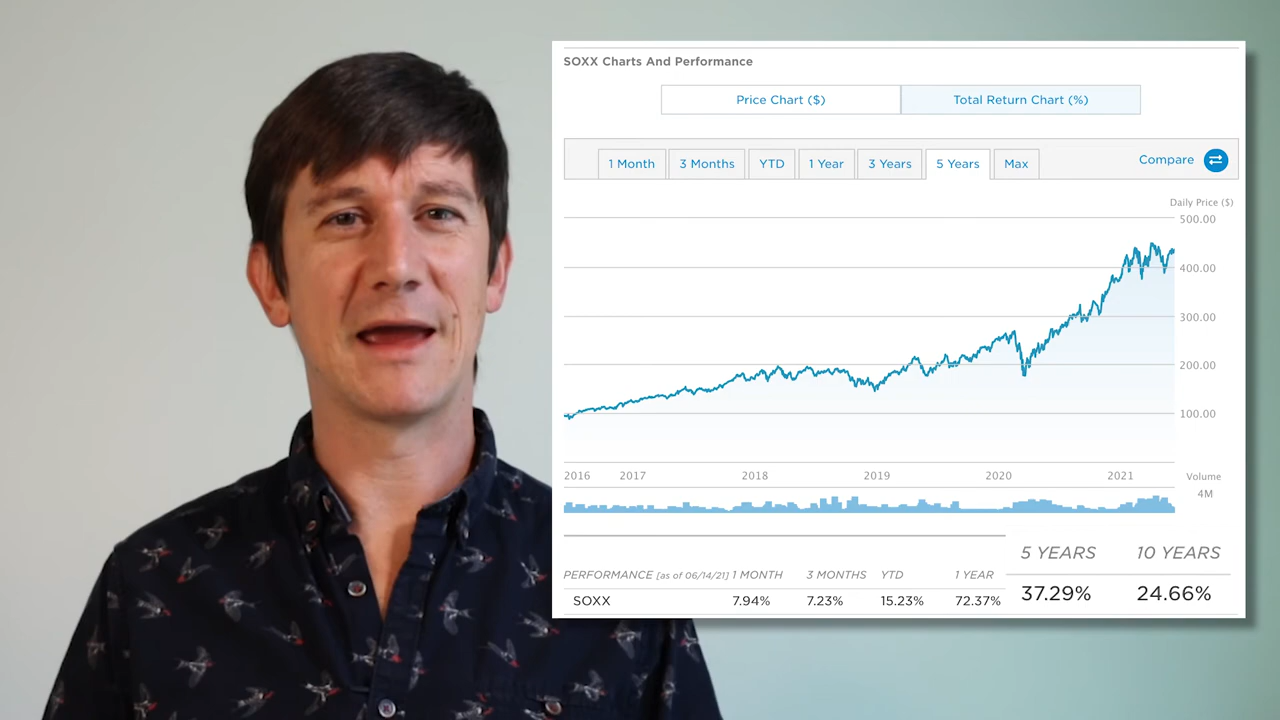 SOXX Charts And Performance
Price Chart ($) Total Return Chart (%)
1 Month 3 Months YTD 1 Year 3 Years 5 Years Max Compare
Daily Price ($)
500.00
400.00
300.00
200.00
100.00
2016 2017 2018 2019 2020 2021 Volume
4M
5 YEARS 10 YEARS
PERFORMANCE [as of 06/14/21] 1 MONTH 3 MONTHS YTD 1 YEAR
SOXX 7.94% 7.23% 15.23% 72.37% 37.29% 24.66%